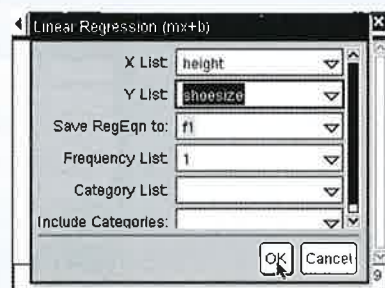 Linear Regression (mx+b)
X List: height
Y List: shoesize
Save RegEqn to: f1
Frequency List: 1
Category List:
Include Categories:
OK Cancel
9